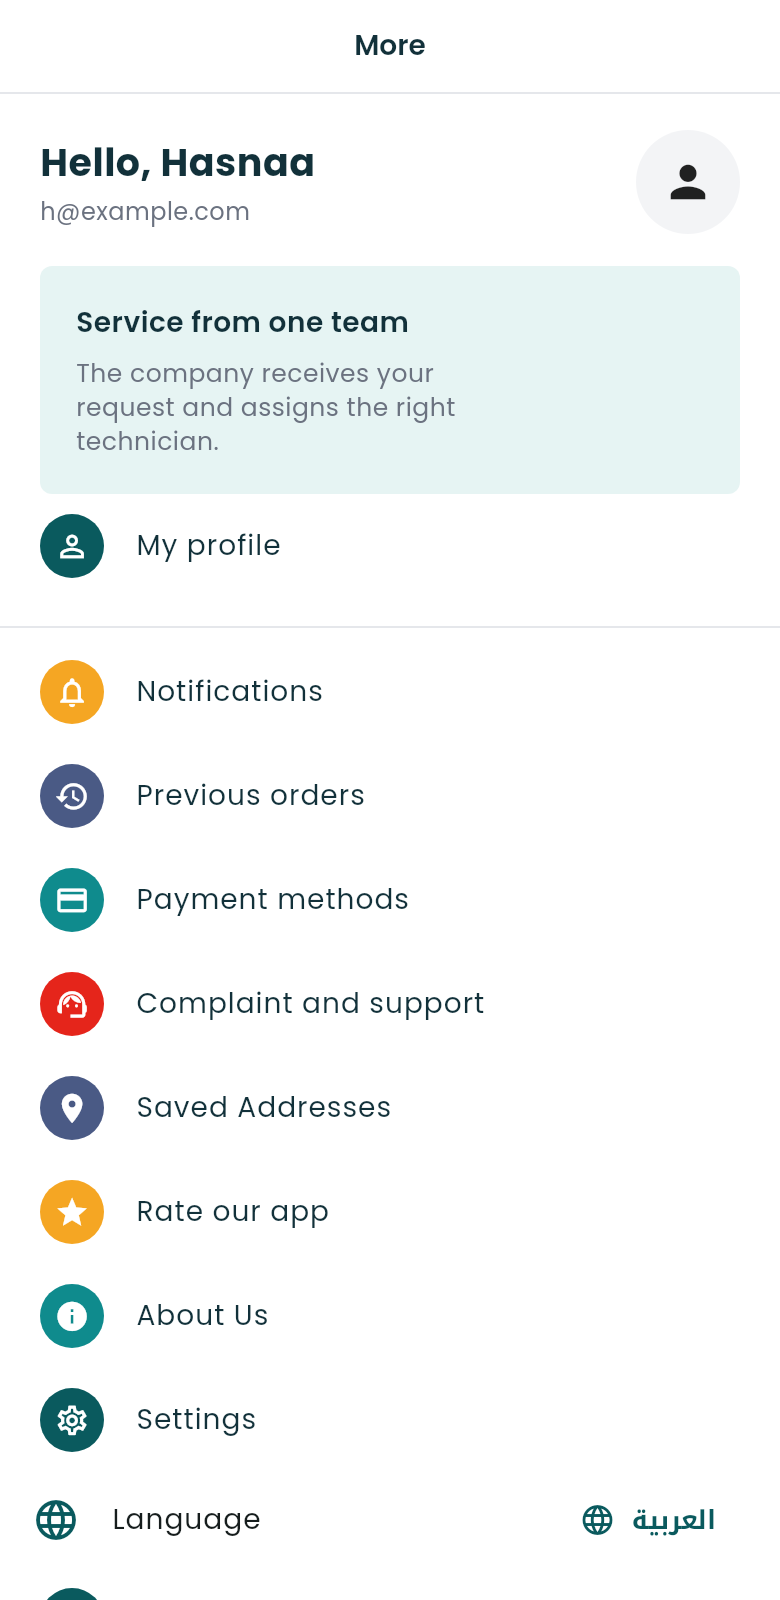 More
Hello, Hasnaa
h@example.com
Service from one team
The company receives your
request and assigns the right
technician.
My profile
Notifications
Previous orders
Payment methods
Complaint and support
Saved Addresses
Rate our app
About Us
Settings
Language
العربية